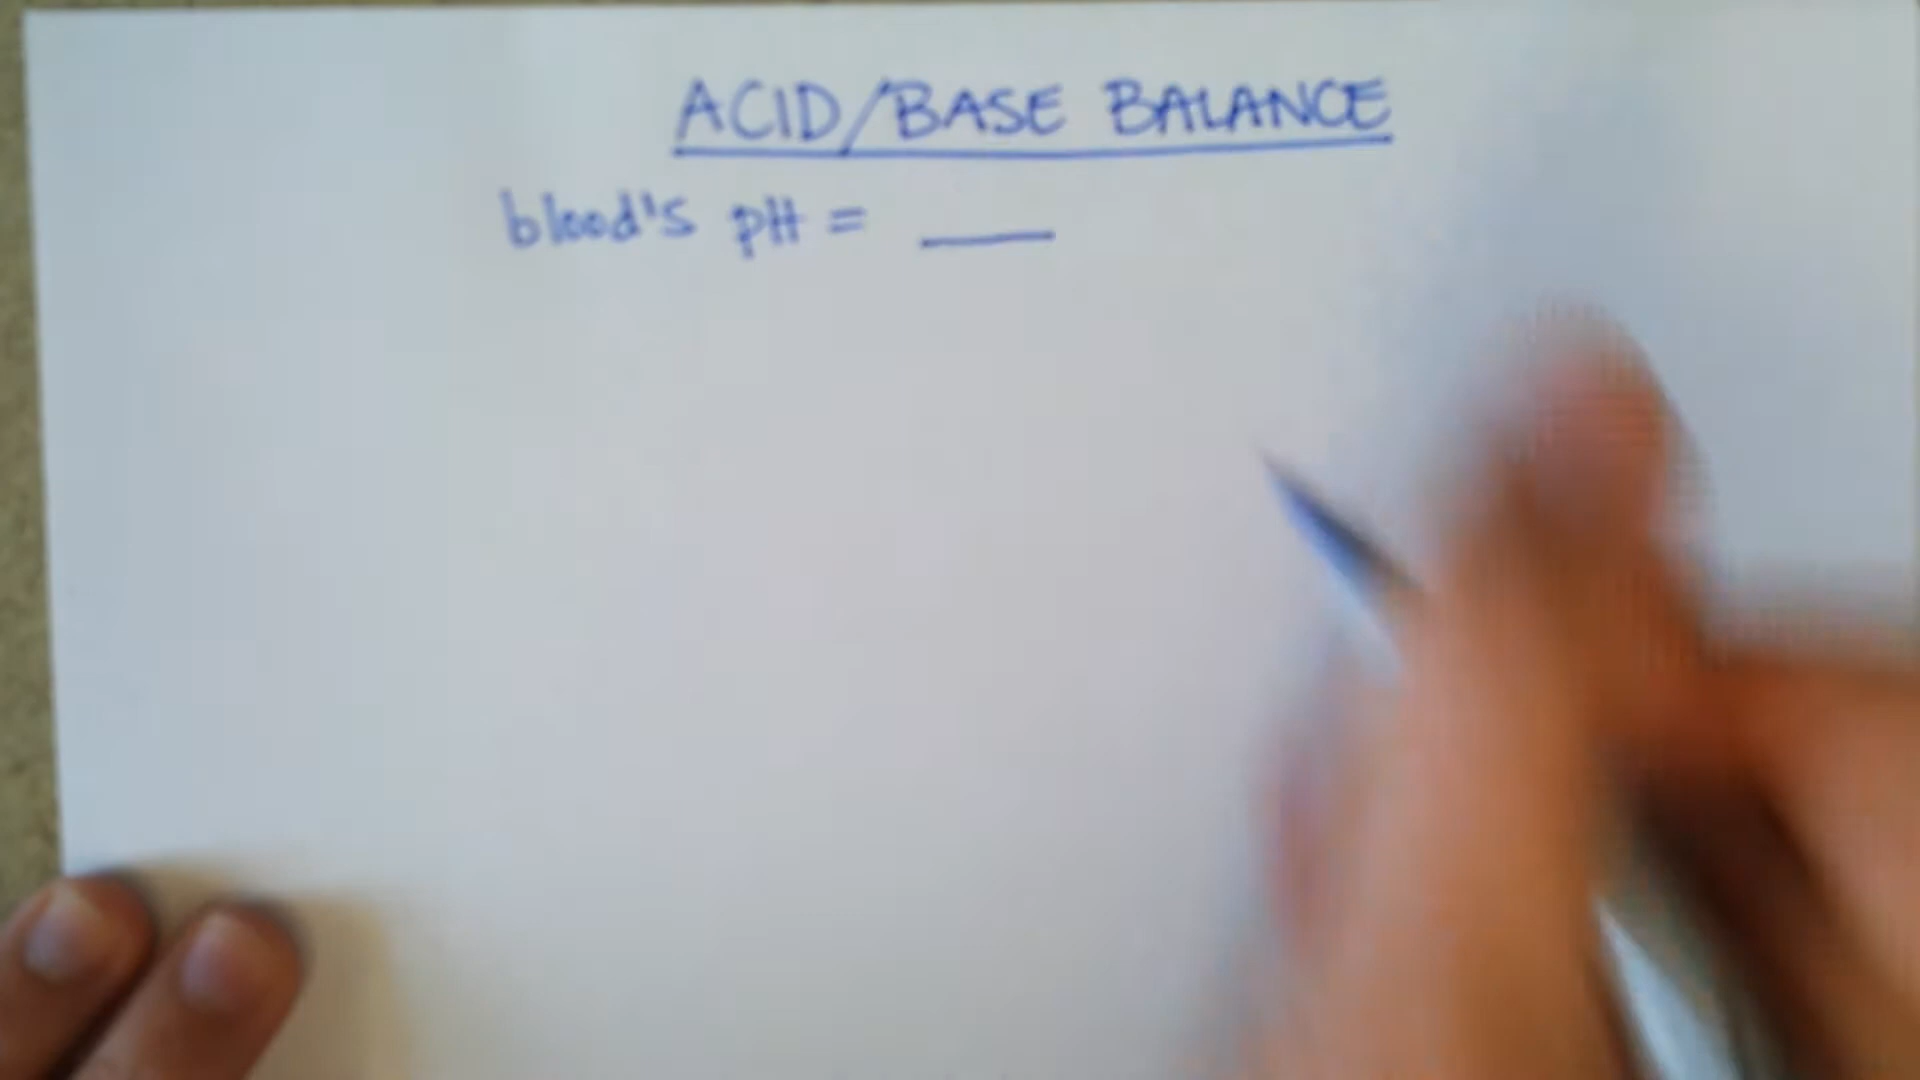 ACID/BASE BALANCE
blood's pH = ____